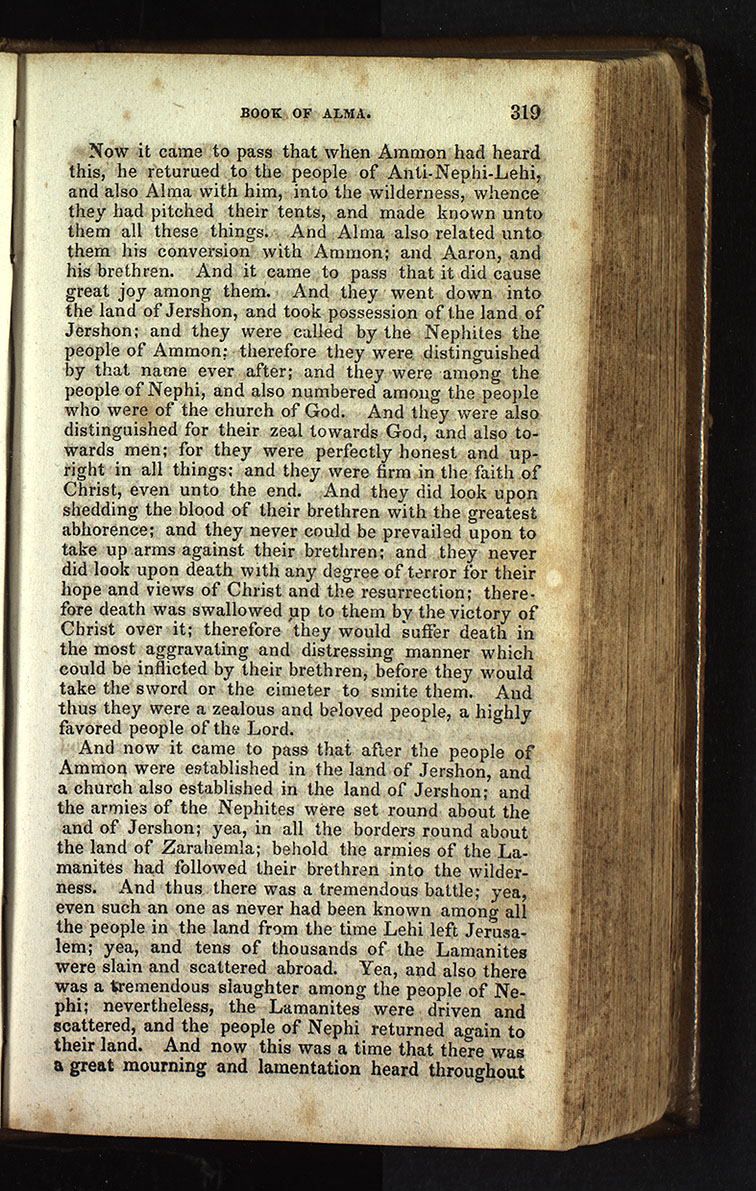 BOOK OF ALMA. 319
Now it came to pass that when Ammon had heard
this, he returued to the people of Anti-Nephi-Lehi,
and also Alma with him, into the wilderness, whence
they had pitched their tents, and made known unto
them all these things. And Alma also related unto
them his conversion with Ammon; and Aaron, and
his brethren. And it came to pass that it did cause
great joy among them. And they went down into
the land of Jershon, and took possession of the land of
Jershon; and they were called by the Nephites the
people of Ammon; therefore they were distinguished
by that name ever after; and they were among the
people of Nephi, and also numbered among the people
who were of the church of God. And they were also
distinguished for their zeal towards God, and also to-
wards men; for they were perfectly honest and up-
right in all things: and they were firm in the faith of
Christ, even unto the end. And they did look upon
shedding the blood of their brethren with the greatest
abhorence; and they never could be prevailed upon to
take up arms against their brethren; and they never
did look upon death with any degree of terror for their
hope and views of Christ and the resurrection; there-
fore death was swallowed up to them by the victory of
Christ over it; therefore they would suffer death in
the most aggravating and distressing manner which
could be inflicted by their brethren, before they would
take the sword or the cimeter to smite them. And
thus they were a zealous and beloved people, a highly
favored people of the Lord.
And now it came to pass that after the people of
Ammon were established in the land of Jershon, and
a church also established in the land of Jershon; and
the armies of the Nephites were set round about the
and of Jershon; yea, in all the borders round about
the land of Zarahemla; behold the armies of the La-
manites had followed their brethren into the wilder-
ness. And thus there was a tremendous battle; yea,
even such an one as never had been known among all
the people in the land from the time Lehi left Jerusa-
lem; yea, and tens of thousands of the Lamanites
were slain and scattered abroad. Yea, and also there
was a tremendous slaughter among the people of Ne-
phi; nevertheless, the Lamanites were driven and
scattered, and the people of Nephi returned again to
their land. And now this was a time that there was
a great mourning and lamentation heard throughout